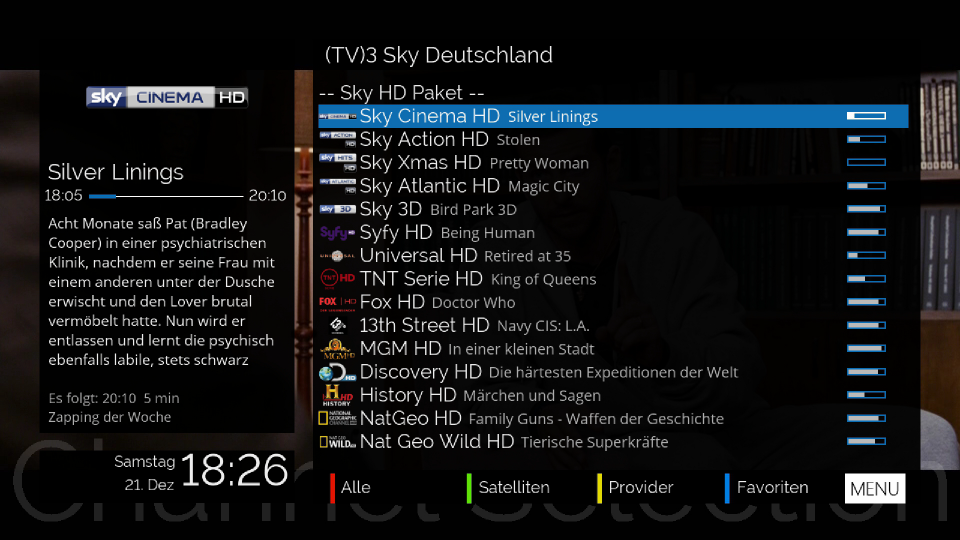 (TV)3 Sky Deutschland
sky CINEMA HD
Silver Linings
18:05 20:10
Acht Monate saß Pat (Bradley
Cooper) in einer psychiatrischen
Klinik, nachdem er seine Frau mit
einem anderen unter der Dusche
erwischt und den Lover brutal
vermöbelt hatte. Nun wird er
entlassen und lernt die psychisch
ebenfalls labile, stets schwarz
Es folgt: 20:10 5 min
Zapping der Woche
Samstag
21. Dez
18:26
-- Sky HD Paket --
Sky Cinema HD Silver Linings
Sky Action HD Stolen
Sky Xmas HD Pretty Woman
Sky Atlantic HD Magic City
Sky 3D Bird Park 3D
Syfy HD Being Human
Universal HD Retired at 35
TNT Serie HD King of Queens
Fox HD Doctor Who
13th Street HD Navy CIS: L.A.
MGM HD In einer kleinen Stadt
Discovery HD Die härtesten Expeditionen der Welt
History HD Märchen und Sagen
NatGeo HD Family Guns - Waffen der Geschichte
Nat Geo Wild HD Tierische Superkräfte
Alle
Satelliten
Provider
Favoriten
MENU
Channel Selection